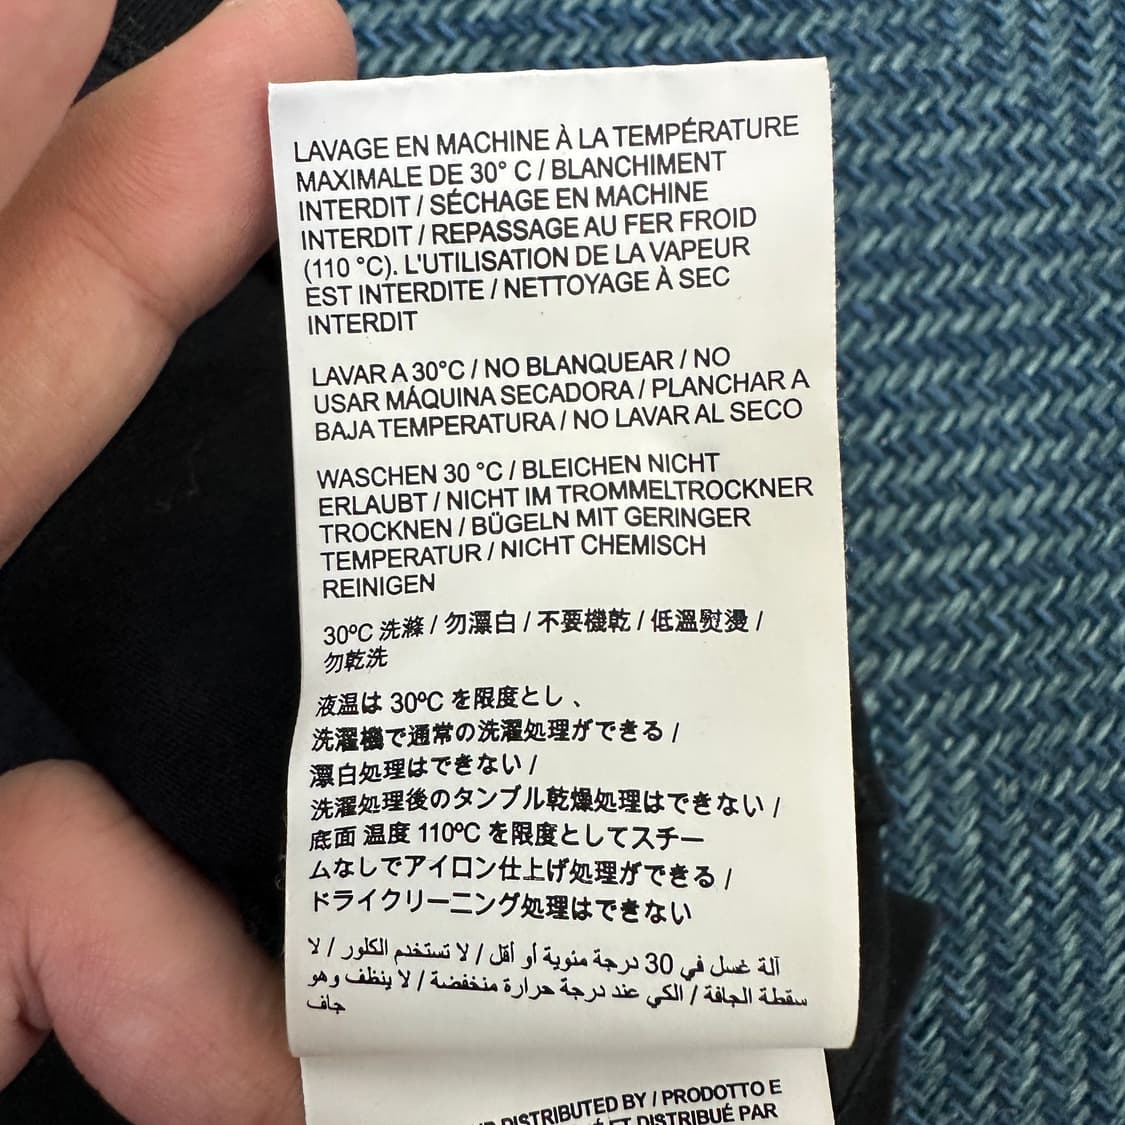 LAVAGE EN MACHINE À LA TEMPÉRATURE
MAXIMALE DE 30° C / BLANCHIMENT
INTERDIT / SÉCHAGE EN MACHINE
INTERDIT / REPASSAGE AU FER FROID
(110 °C). L'UTILISATION DE LA VAPEUR
EST INTERDITE / NETTOYAGE À SEC
INTERDIT
LAVAR A 30°C / NO BLANQUEAR / NO
USAR MÁQUINA SECADORA / PLANCHAR A
BAJA TEMPERATURA / NO LAVAR AL SECO
WASCHEN 30 °C / BLEICHEN NICHT
ERLAUBT / NICHT IM TROMMELTROCKNER
TROCKNEN / BÜGELN MIT GERINGER
TEMPERATUR / NICHT CHEMISCH
REINIGEN
30ºC 洗滌 / 勿漂白 / 不要機乾 / 低溫熨燙 /
勿乾洗
液温は 30ºC を限度とし 、
洗濯機で通常の洗濯処理ができる /
漂白処理はできない /
洗濯処理後のタンブル乾燥処理はできない /
底面 温度 110ºC を限度としてスチー
ムなしでアイロン仕上げ処理ができる /
ドライクリーニング処理はできない
آلة غسل في 30 درجة مئوية أو أقل / لا تستخدم الكلور / لا
سقطة الجافة / الكي عند درجة حرارة منخفضة / لا ينظف وهو
جاف
DISTRIBUTED BY / PRODOTTO E
ET DISTRIBUÉ PAR